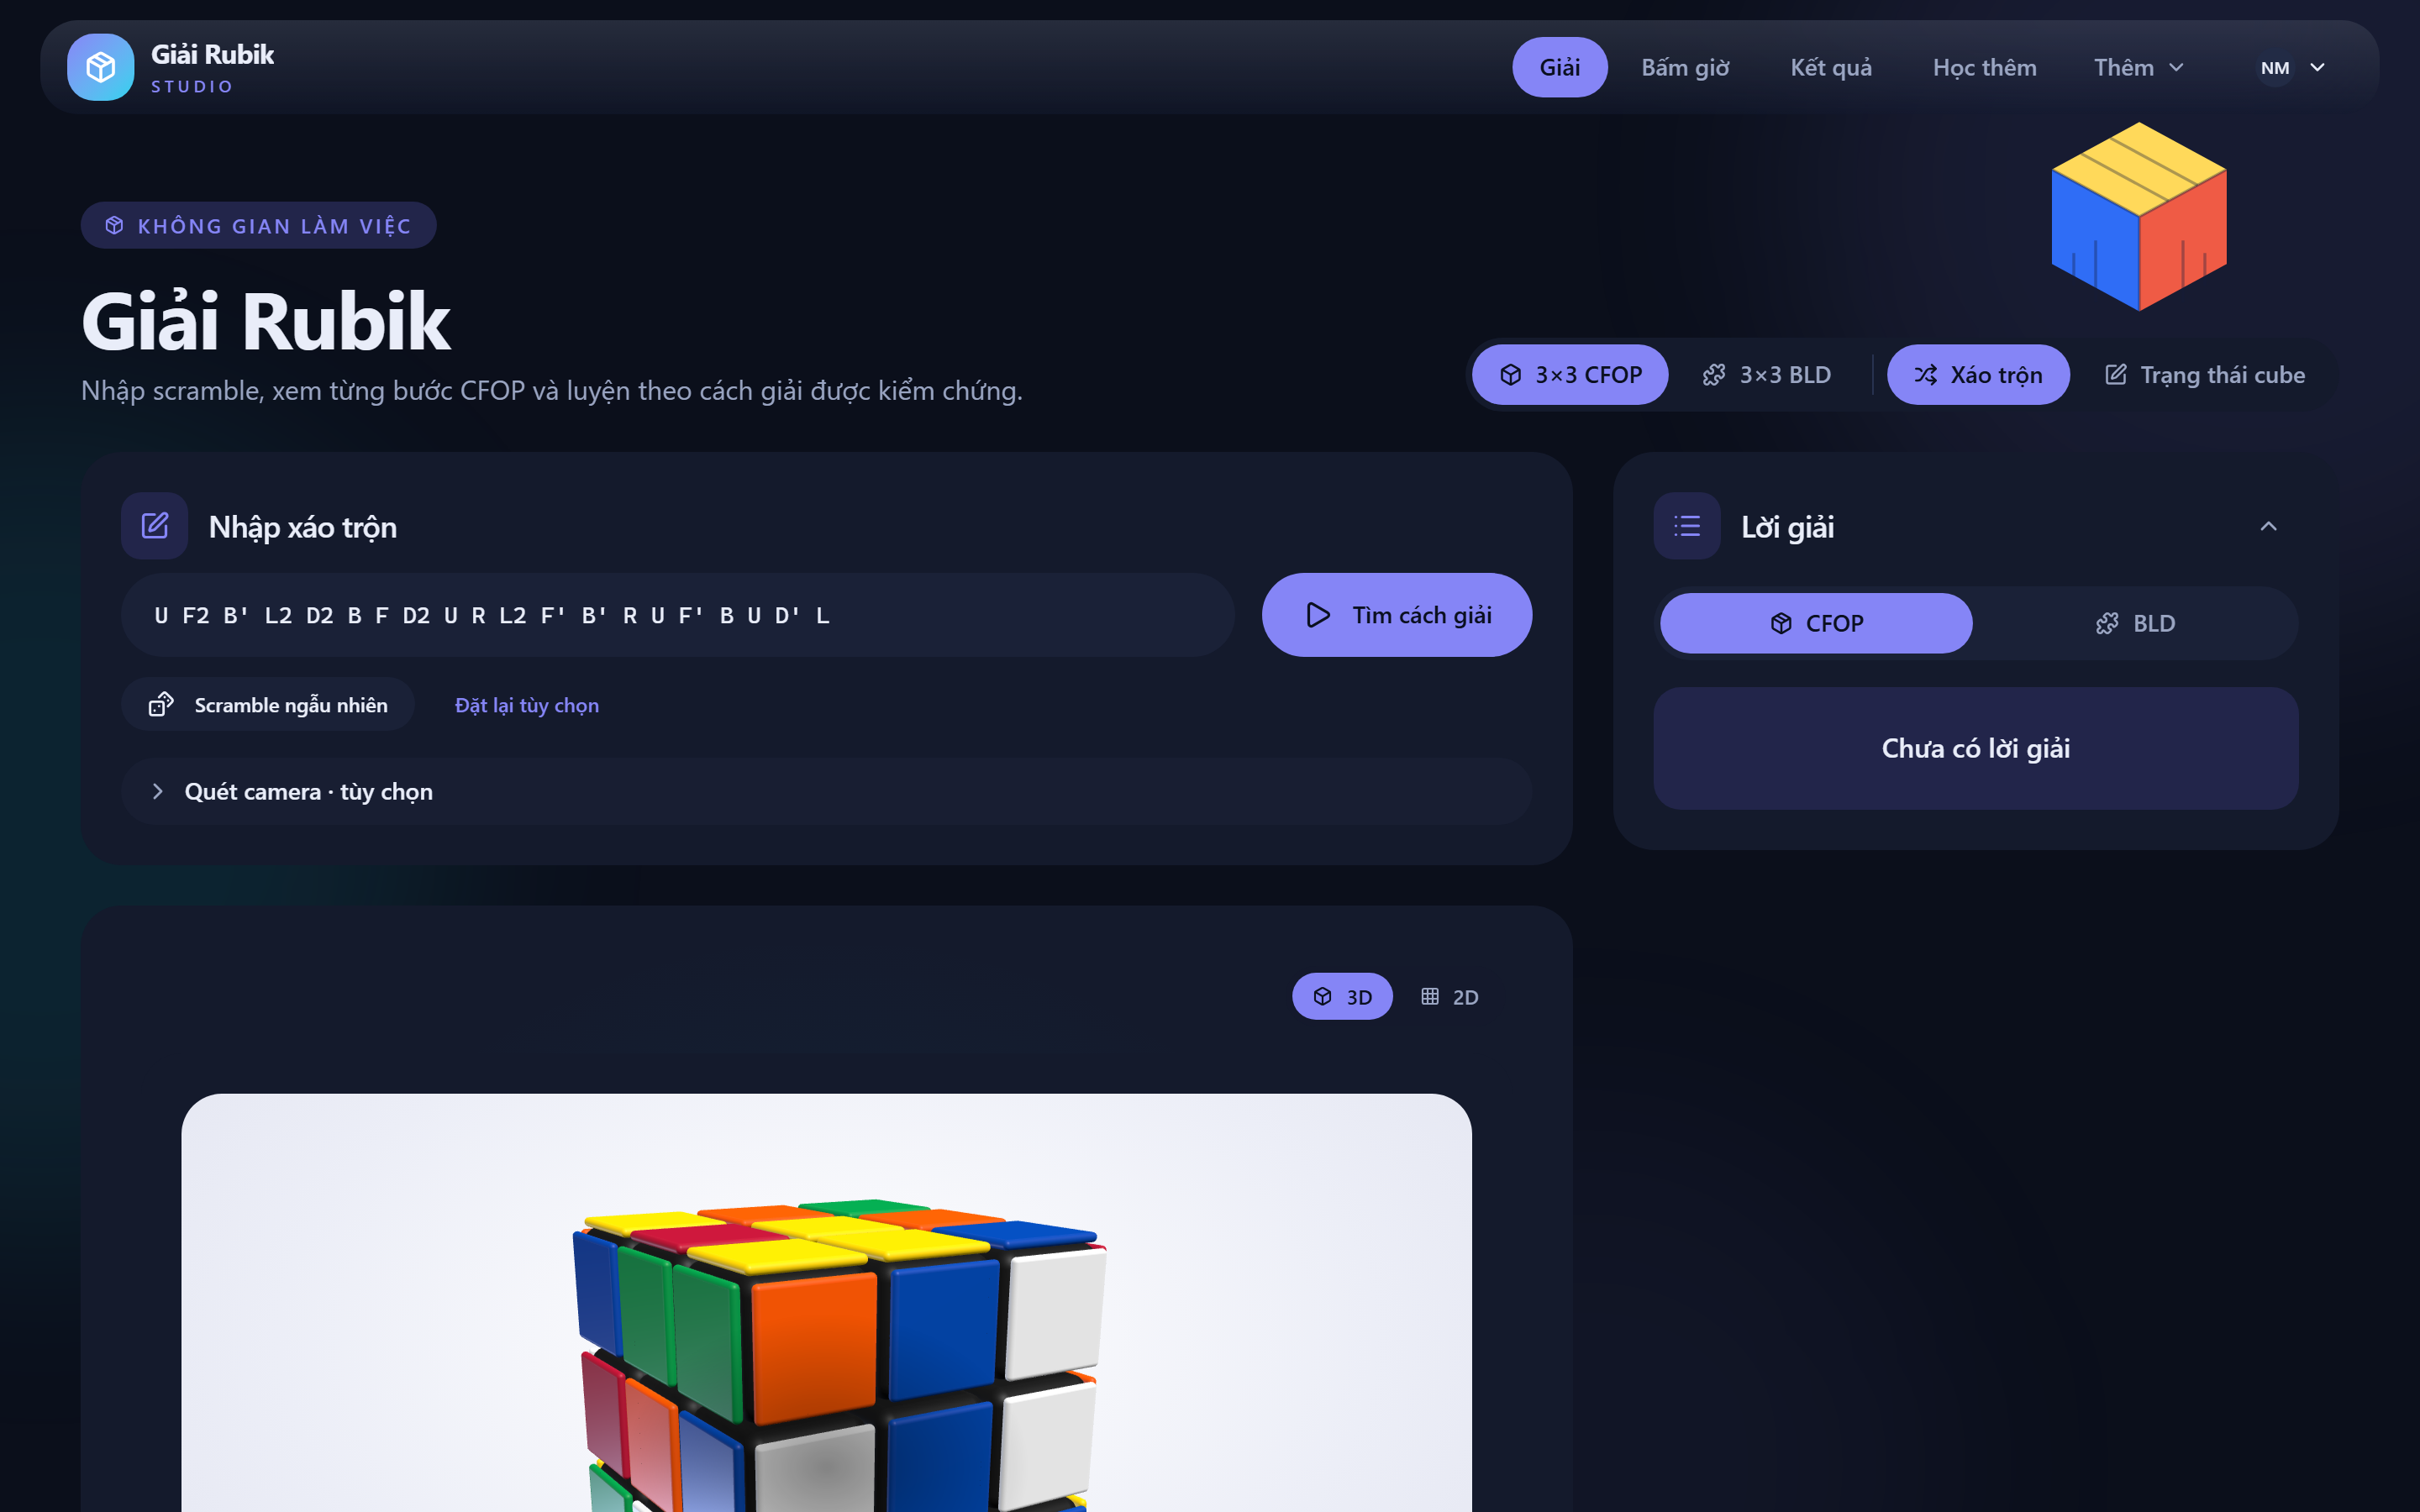 Giải Rubik
STUDIO
Giải
Bấm giờ
Kết quả
Học thêm
Thêm
NM
KHÔNG GIAN LÀM VIỆC
Giải Rubik
Nhập scramble, xem từng bước CFOP và luyện theo cách giải được kiểm chứng.
3×3 CFOP
3×3 BLD
Xáo trộn
Trạng thái cube
Nhập xáo trộn
U F2 B' L2 D2 B F D2 U R L2 F' B' R U F' B U D' L
Tìm cách giải
Scramble ngẫu nhiên
Đặt lại tùy chọn
Quét camera · tùy chọn
Lời giải
CFOP
BLD
Chưa có lời giải
3D
2D